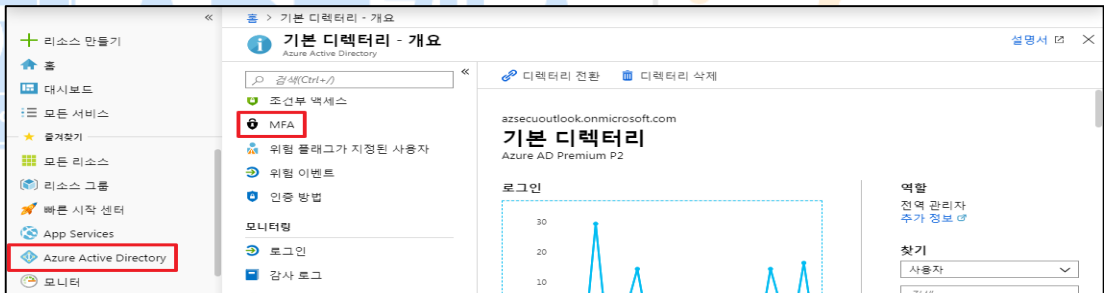 홈 > 기본 디렉터리 - 개요
리소스 만들기
홈
대시보드
모든 서비스
즐겨찾기
모든 리소스
리소스 그룹
빠른 시작 센터
App Services
Azure Active Directory
모니터
기본 디렉터리 - 개요
Azure Active Directory
설명서
검색(Ctrl+/)
조건부 액세스
MFA
위험 플래그가 지정된 사용자
위험 이벤트
인증 방법
모니터링
로그인
감사 로그
디렉터리 전환
디렉터리 삭제
azsecuoutlook.onmicrosoft.com
기본 디렉터리
Azure AD Premium P2
로그인
30
20
10
역할
전역 관리자
추가 정보
찾기
사용자